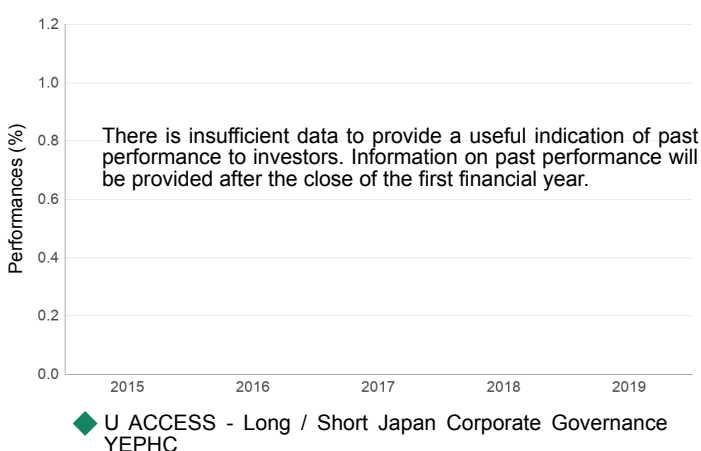 1.2
1.0
0.8
0.6
0.4
0.2
0.0
Performances (%)
There is insufficient data to provide a useful indication of past
performance to investors. Information on past performance will
be provided after the close of the first financial year.
2015 2016 2017 2018 2019
U ACCESS - Long / Short Japan Corporate Governance
YEPHC